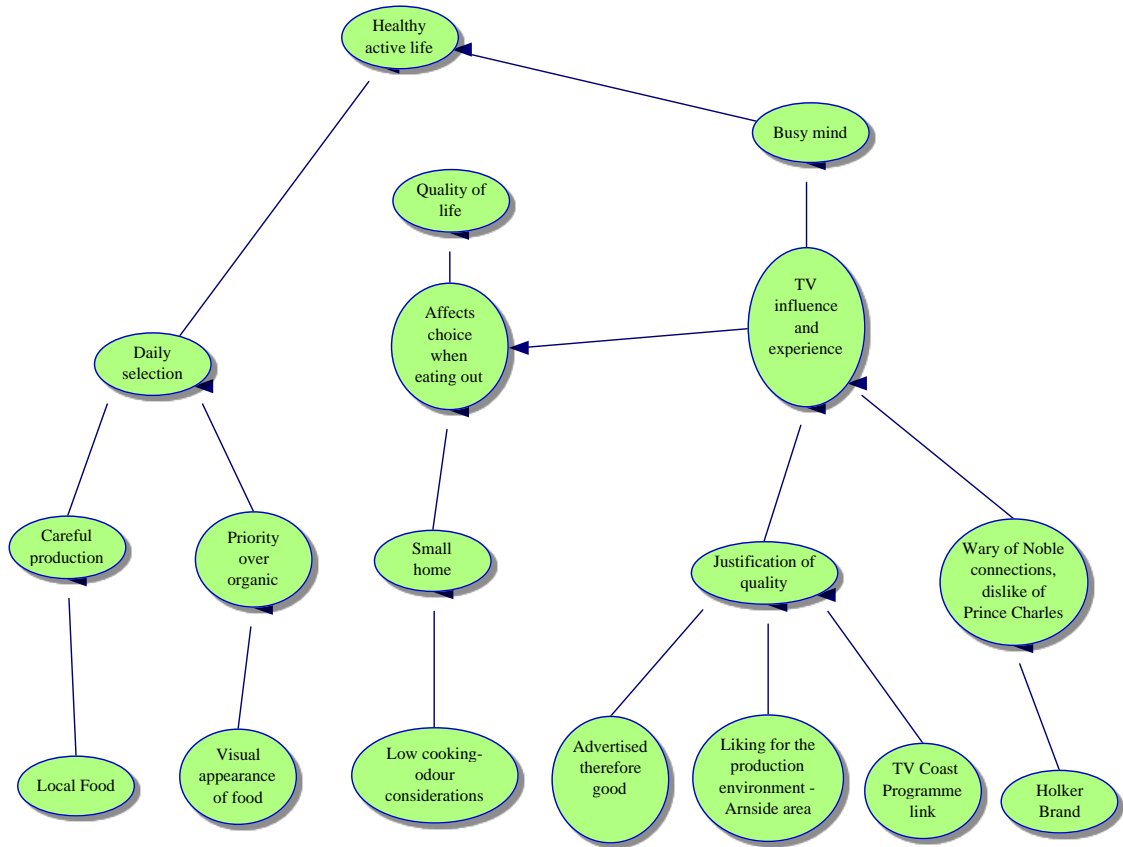 Healthy
active life
Busy mind
Quality of
life
TV
influence
and
experience
Affects
choice
when
eating out
Daily
selection
Careful
production
Priority
over
organic
Small
home
Justification of
quality
Wary of Noble
connections,
dislike of
Prince Charles
Local Food
Visual
appearance
of food
Low cooking-
odour
considerations
Advertised
therefore
good
Liking for the
production
environment -
Arnside area
TV Coast
Programme
link
Holker
Brand